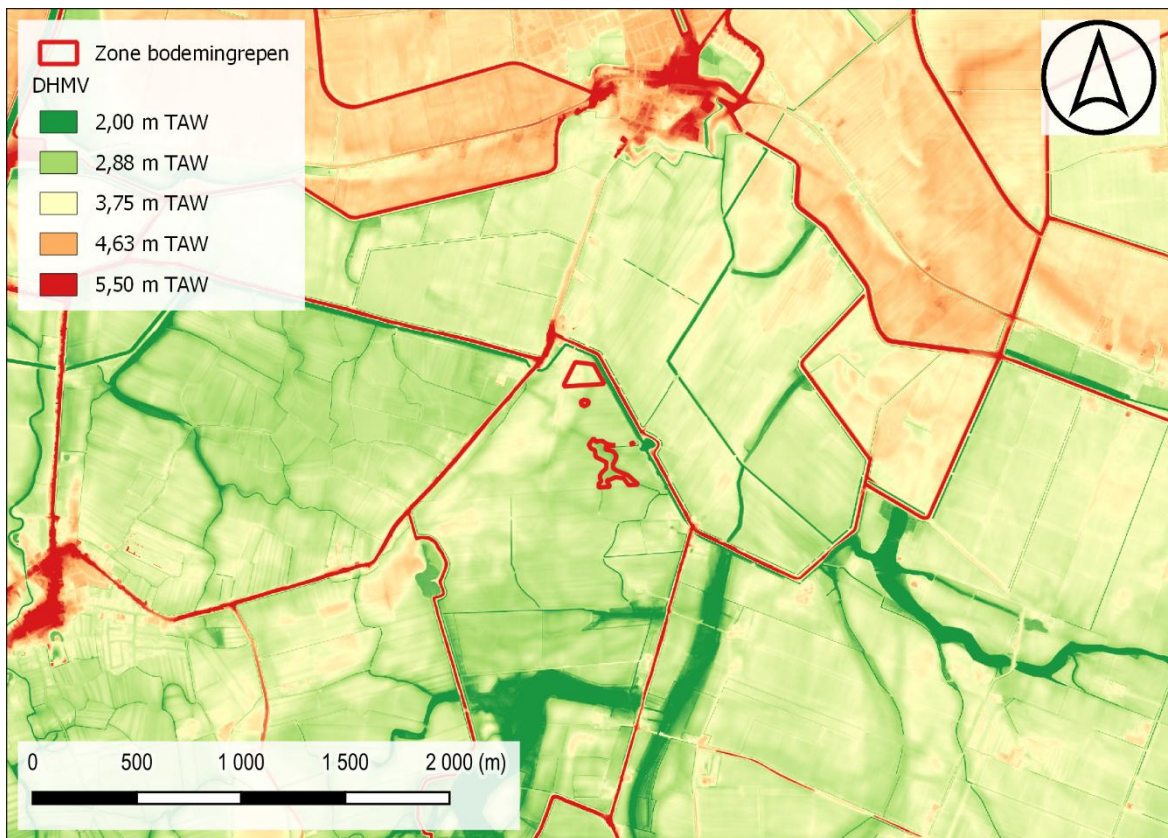 Zone bodemingrepen
DHMV
2,00 m TAW
2,88 m TAW
3,75 m TAW
4,63 m TAW
5,50 m TAW
0 500 1 000 1 500 2 000 (m)